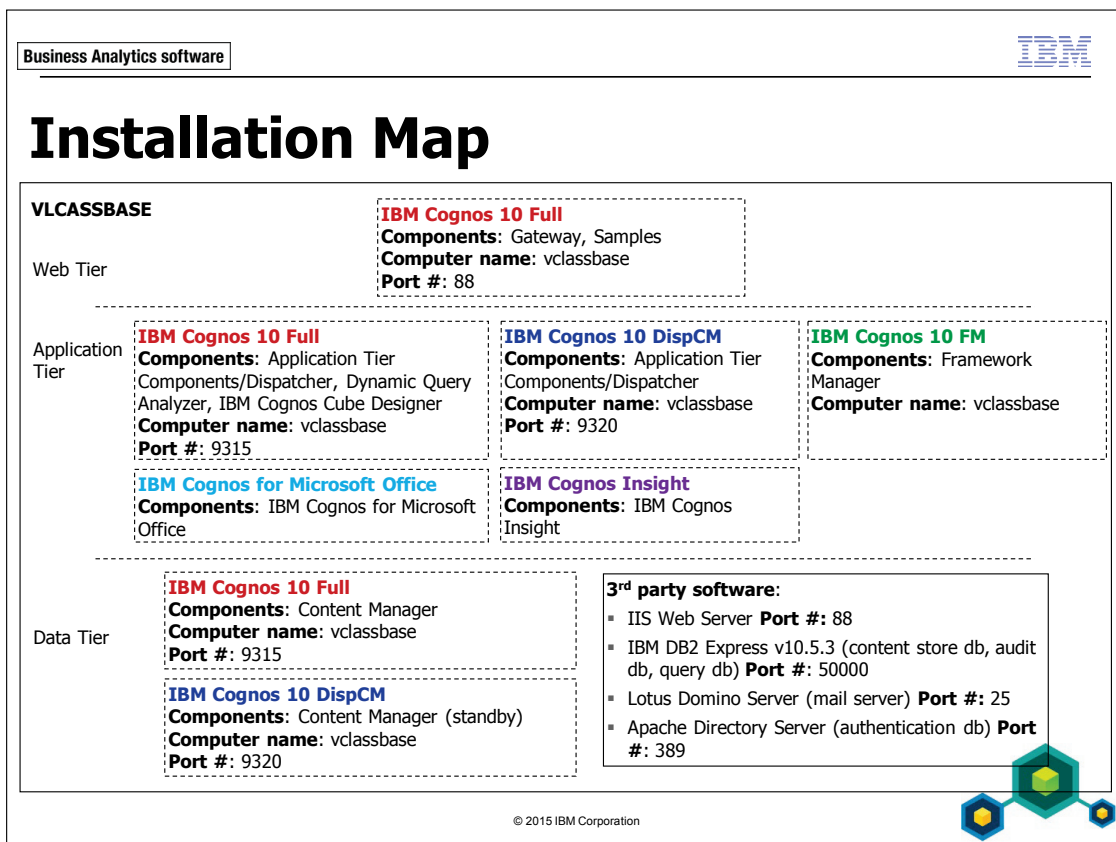 Business Analytics software
IBM
Installation Map
VLCASSBASE
Web Tier
IBM Cognos 10 Full
Components: Gateway, Samples
Computer name: vclassbase
Port #: 88
Application
Tier
IBM Cognos 10 Full
Components: Application Tier
Components/Dispatcher, Dynamic Query
Analyzer, IBM Cognos Cube Designer
Computer name: vclassbase
Port #: 9315
IBM Cognos 10 DispCM
Components: Application Tier
Components/Dispatcher
Computer name: vclassbase
Port #: 9320
IBM Cognos 10 FM
Components: Framework
Manager
Computer name: vclassbase
IBM Cognos for Microsoft Office
Components: IBM Cognos for Microsoft
Office
IBM Cognos Insight
Components: IBM Cognos
Insight
Data Tier
IBM Cognos 10 Full
Components: Content Manager
Computer name: vclassbase
Port #: 9315
IBM Cognos 10 DispCM
Components: Content Manager (standby)
Computer name: vclassbase
Port #: 9320
3rd party software:
▪ IIS Web Server Port #: 88
▪ IBM DB2 Express v10.5.3 (content store db, audit
db, query db) Port #: 50000
▪ Lotus Domino Server (mail server) Port #: 25
▪ Apache Directory Server (authentication db) Port
#: 389
© 2015 IBM Corporation